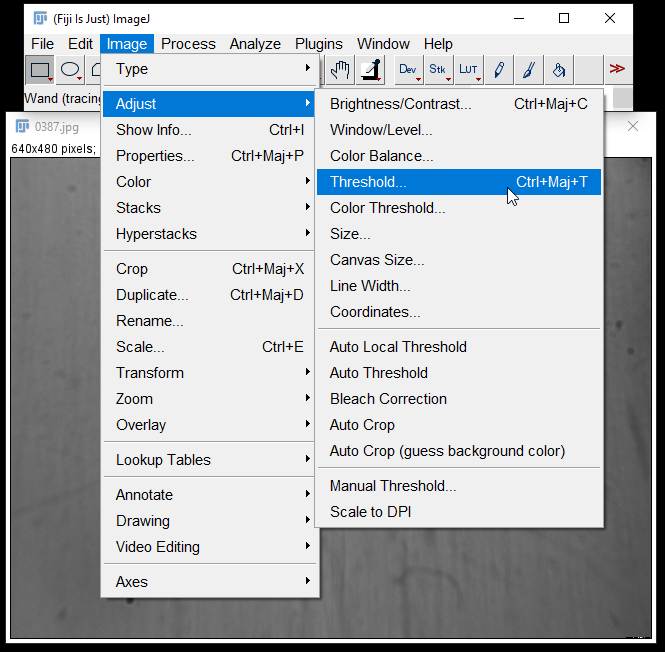 (Fiji Is Just) ImageJ
File Edit Image Process Analyze Plugins Window Help
Dev Stk LUT
Wand (tracing
0387.jpg
640x480 pixels;
Type
Adjust
Show Info... Ctrl+I
Properties... Ctrl+Maj+P
Color
Stacks
Hyperstacks
Crop Ctrl+Maj+X
Duplicate... Ctrl+Maj+D
Rename...
Scale... Ctrl+E
Transform
Zoom
Overlay
Lookup Tables
Annotate
Drawing
Video Editing
Axes
Brightness/Contrast... Ctrl+Maj+C
Window/Level...
Color Balance...
Threshold... Ctrl+Maj+T
Color Threshold...
Size...
Canvas Size...
Line Width...
Coordinates...
Auto Local Threshold
Auto Threshold
Bleach Correction
Auto Crop
Auto Crop (guess background color)
Manual Threshold...
Scale to DPI